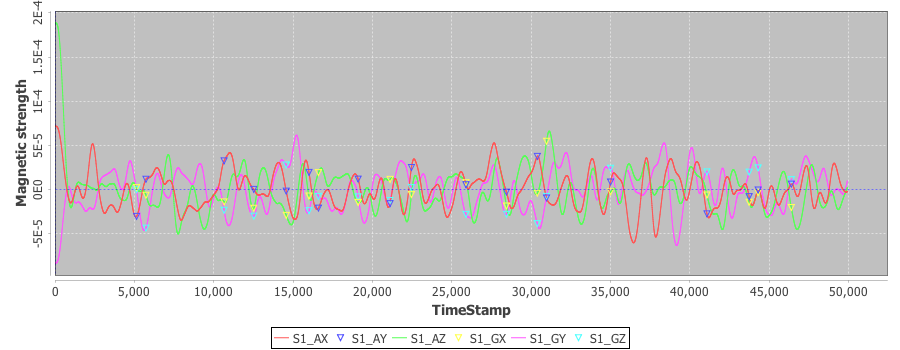 2E-4
1.5E-4
1E-4
5E-5
0E0
-5E-5
Magnetic strength
0 5,000 10,000 15,000 20,000 25,000 30,000 35,000 40,000 45,000 50,000
TimeStamp
S1_AX S1_AY S1_AZ S1_GX S1_GY S1_GZ